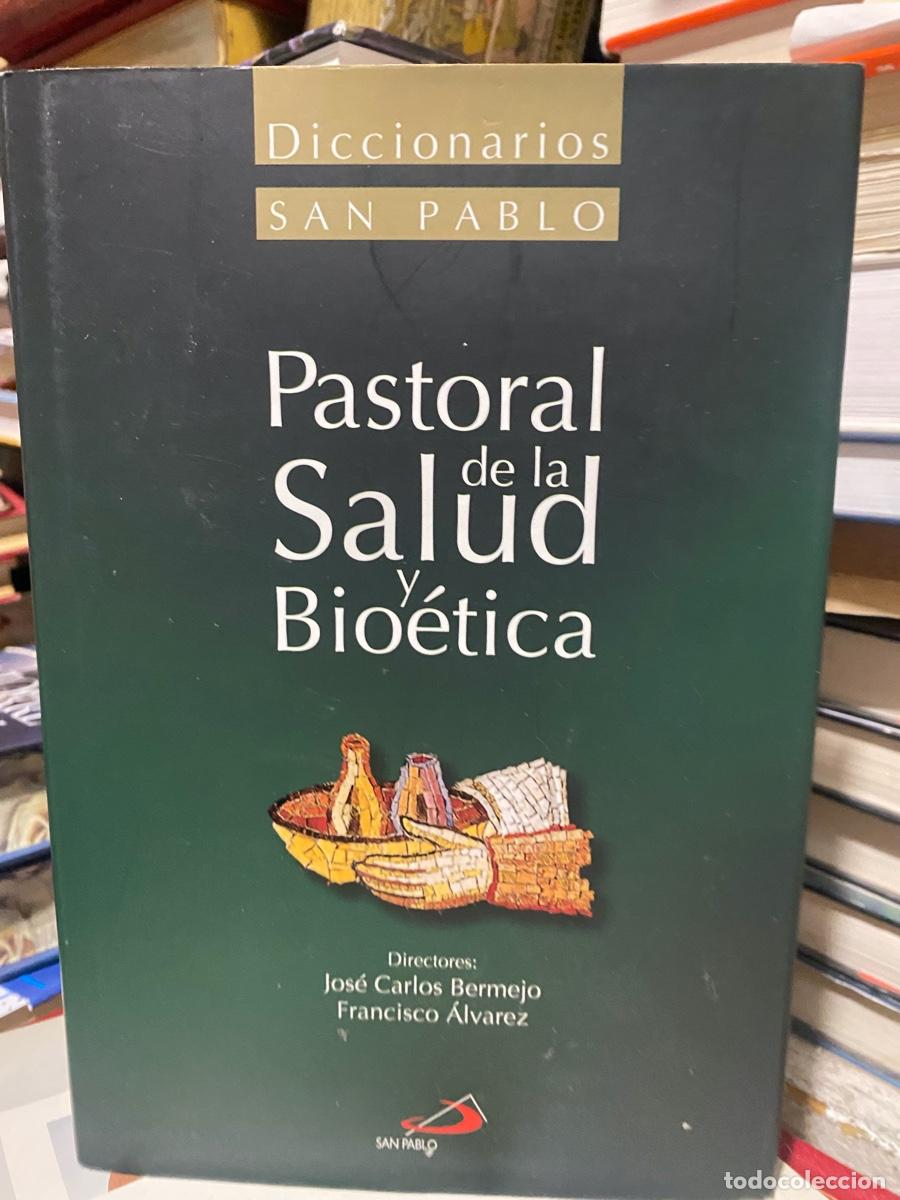 Diccionarios
SAN PABLO
Pastoral
de la
Salud
y
Bioética
Directores:
José Carlos Bermejo
Francisco Álvarez
SAN PABLO
todocoleccion